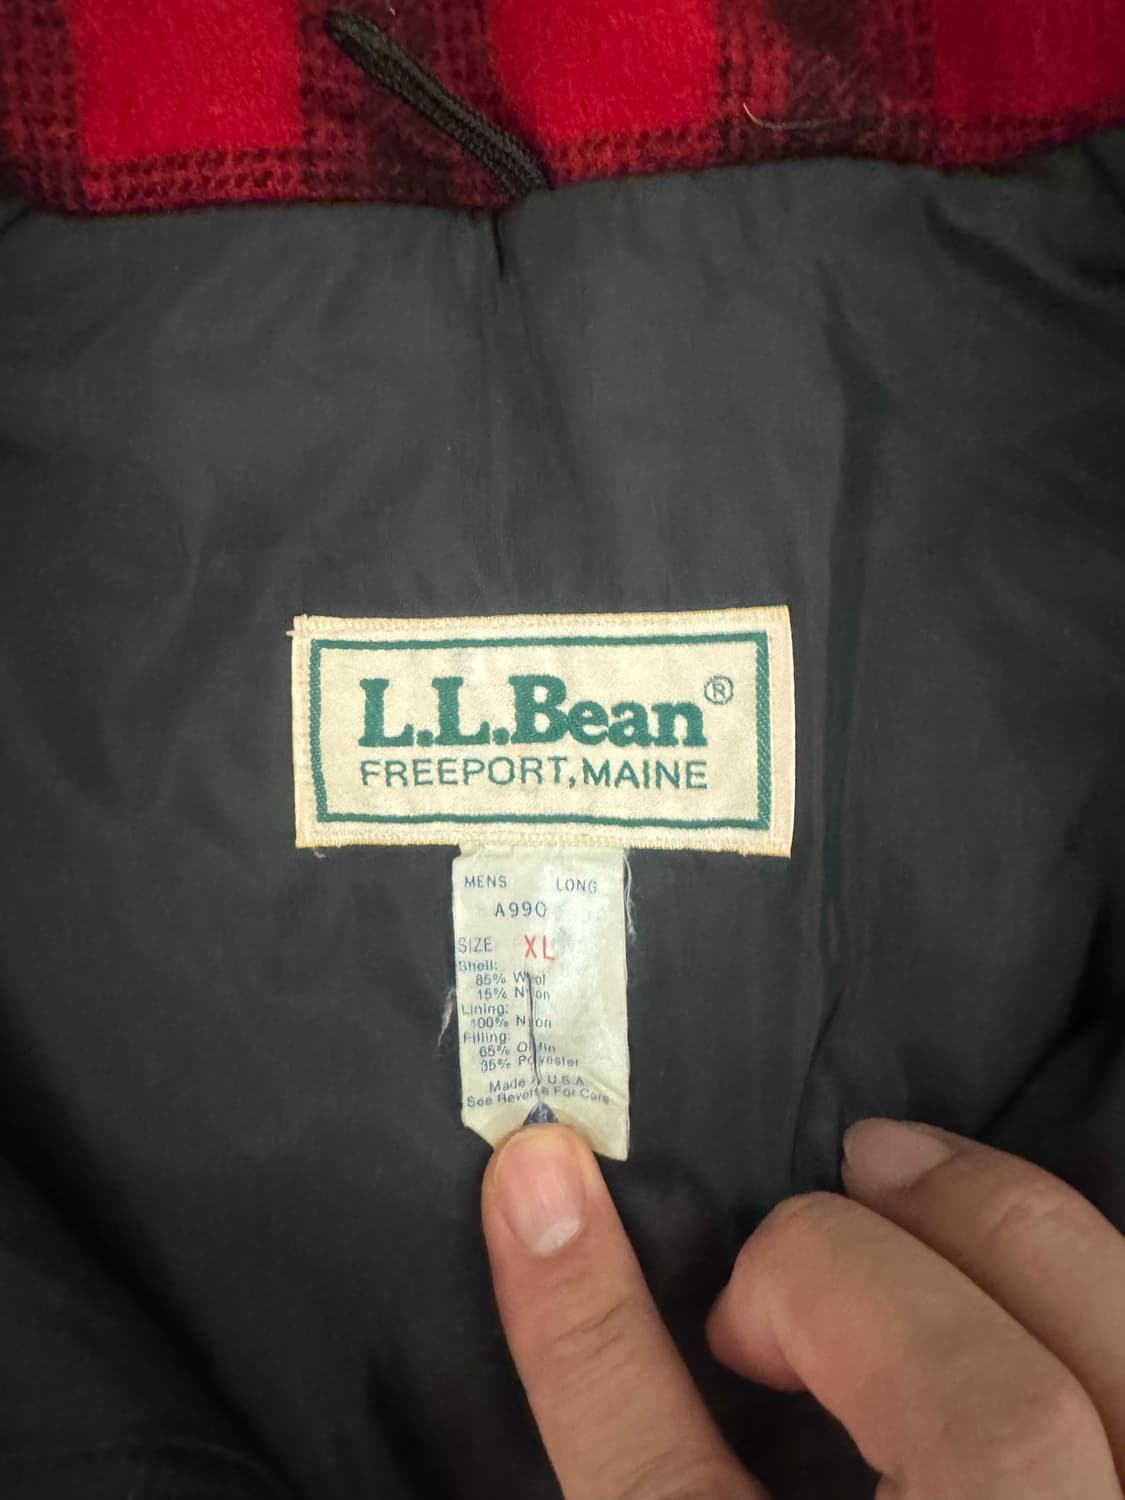 L.L.Bean®
FREEPORT, MAINE
MENS LONG
A990
SIZE XL
Shell:
85% Wool
15% Nylon
Lining:
100% Nylon
Filling:
65% Olefin
35% Polyester
Made U.S.A
See Reverse For Care